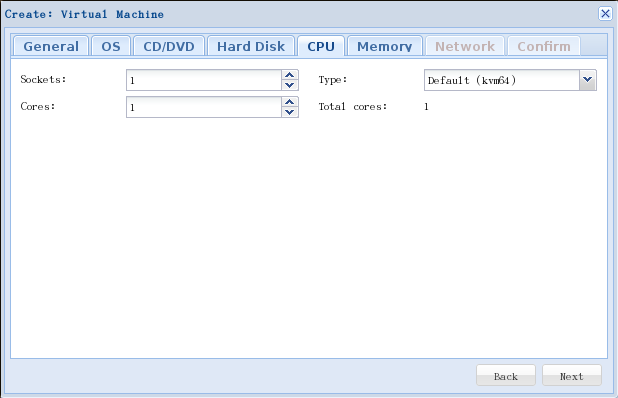 Create: Virtual Machine
General OS CD/DVD Hard Disk CPU Memory Network Confirm
Sockets: 1 Type: Default (kvm64)
Cores: 1 Total cores: 1
Back Next